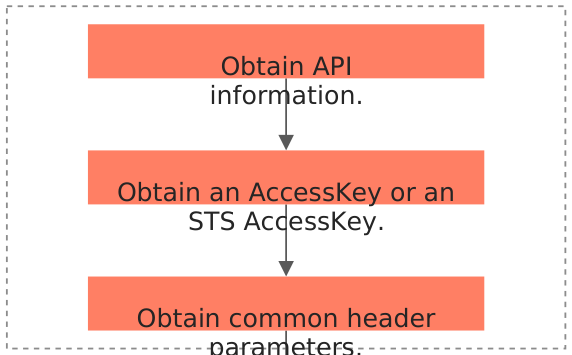 Obtain API
information.
Obtain an AccessKey or an
STS AccessKey.
Obtain common header
parameters.